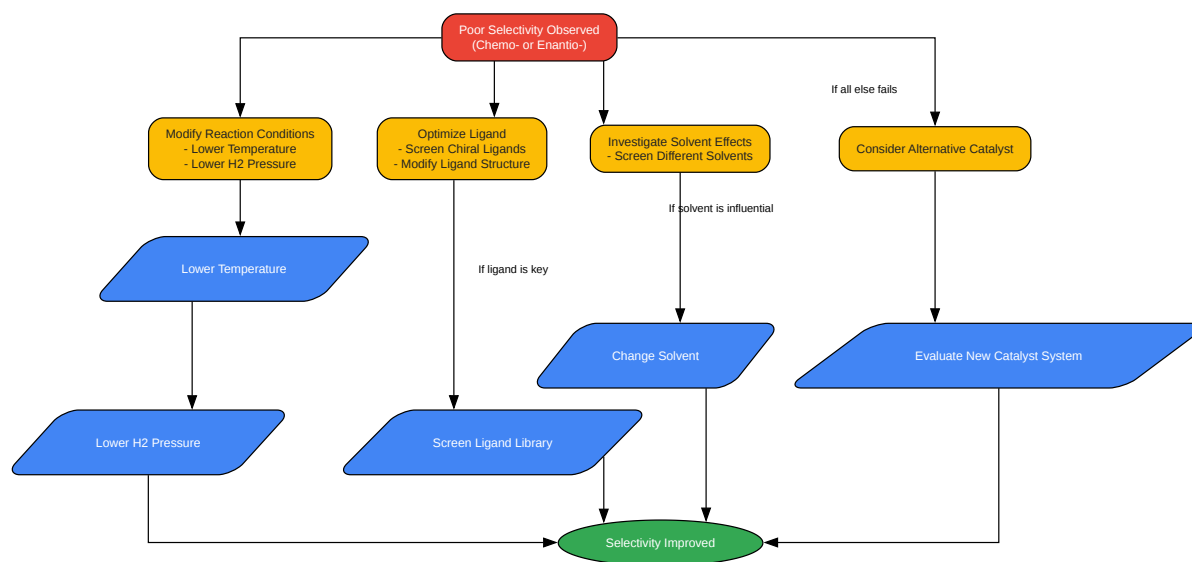 Poor Selectivity Observed
(Chemo- or Enantio-)
If all else fails
Modify Reaction Conditions
- Lower Temperature
- Lower H2 Pressure
Optimize Ligand
- Screen Chiral Ligands
- Modify Ligand Structure
Investigate Solvent Effects
- Screen Different Solvents
Consider Alternative Catalyst
If solvent is influential
Lower Temperature
If ligand is key
Change Solvent
Evaluate New Catalyst System
Lower H2 Pressure
Screen Ligand Library
Selectivity Improved